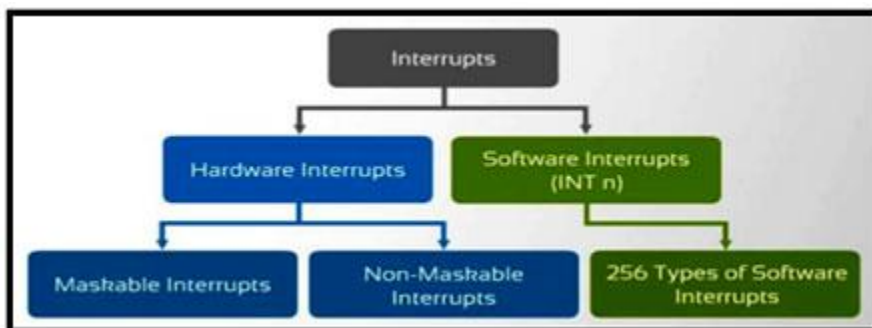 Interrupts
Hardware Interrupts
Software Interrupts
(INT n)
Maskable Interrupts
Non-Maskable
Interrupts
256 Types of Software
Interrupts